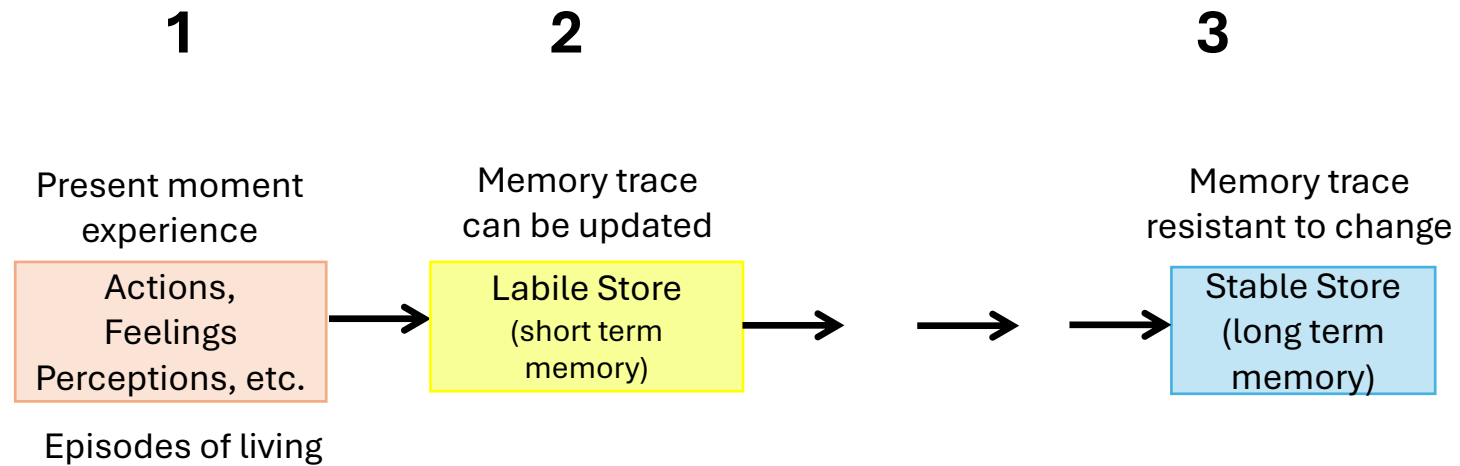 1
2
3
Present moment
experience
Actions,
Feelings
Perceptions, etc.
Episodes of living
Memory trace
can be updated
Labile Store
(short term
memory)
Memory trace
resistant to change
Stable Store
(long term
memory)